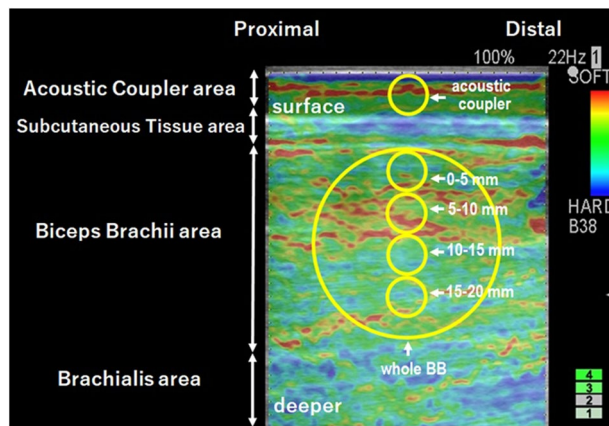 Proximal
Distal
100%
22Hz 1
SOFT
Acoustic Coupler area
acoustic
coupler
surface
Subcutaneous Tissue area
0-5 mm
5-10 mm
HARD
B38
Biceps Brachii area
10-15 mm
15-20 mm
whole BB
Brachialis area
deeper
4
3
2
1